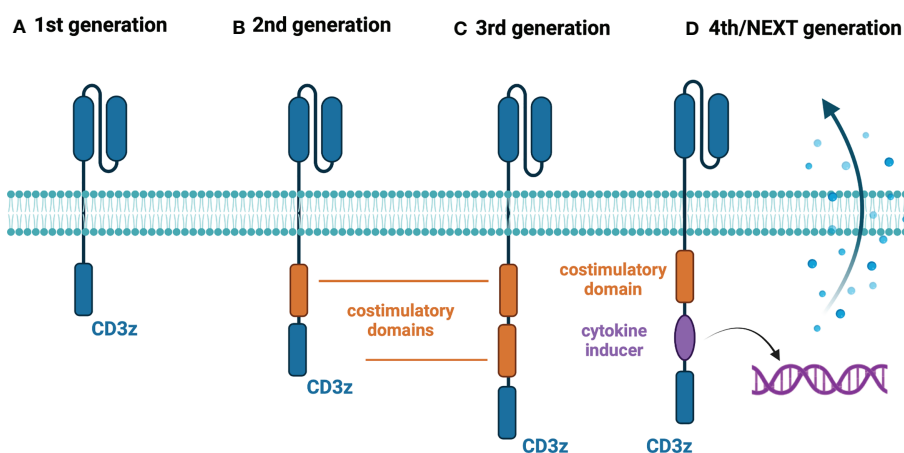 A 1st generation
B 2nd generation
C 3rd generation
D 4th/NEXT generation
CD3z
costimulatory
domains
CD3z
CD3z
costimulatory
domain
cytokine
inducer
CD3z